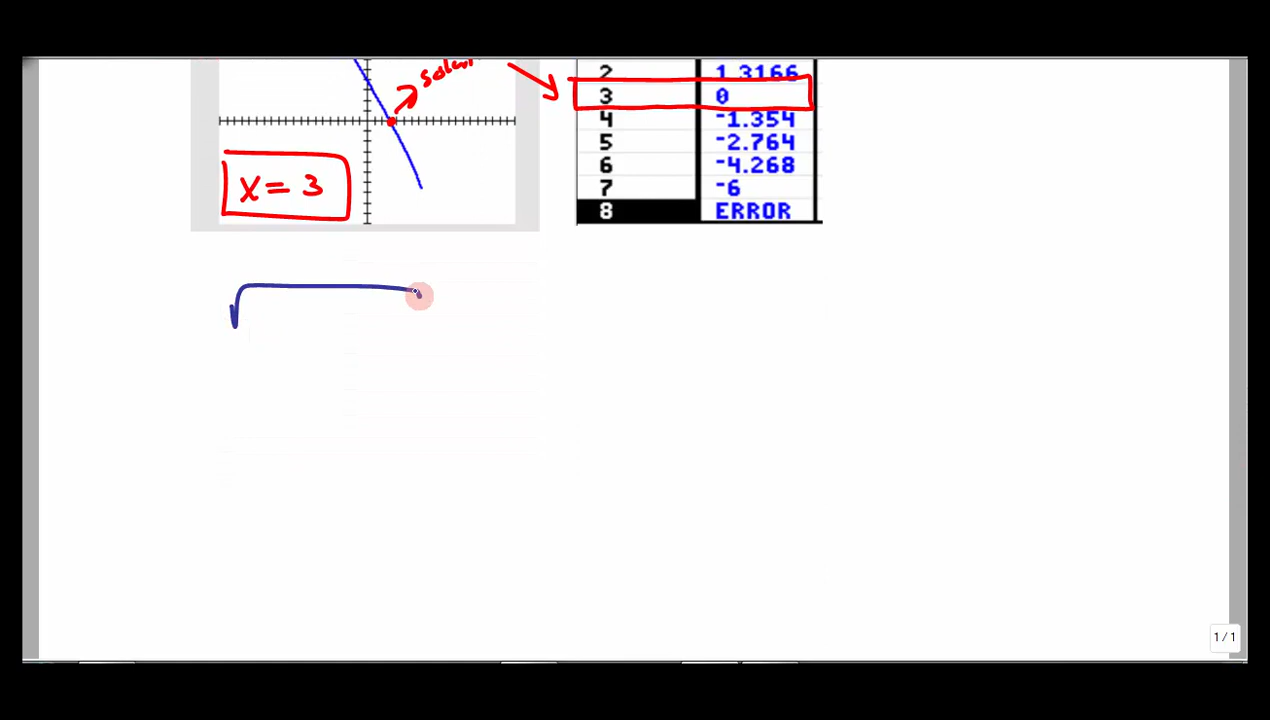 2 1.3166
3 0
4 -1.354
5 -2.764
6 -4.268
7 -6
8 ERROR
x = 3
√
1 / 1